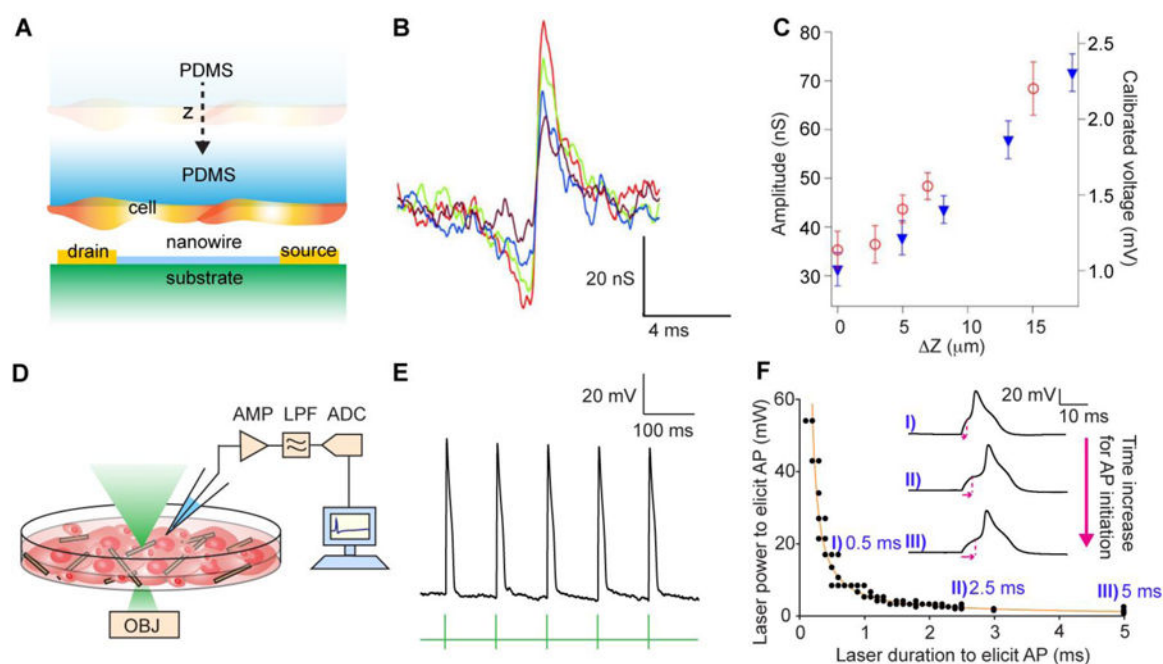 A
PDMS
Z
PDMS
cell
nanowire
drain
source
substrate
B
20 nS
4 ms
C
Amplitude (nS)
80
70
60
50
40
30
0
5
10
15
ΔZ (μm)
2.5
2.0
1.5
1.0
Calibrated voltage (mV)
D
AMP LPF ADC
OBJ
E
20 mV
100 ms
F
Laser power to elicit AP (mW)
60
40
20
0
0
1
2
3
4
5
Laser duration to elicit AP (ms)
20 mV
10 ms
I)
II)
III)
Time increase
for AP initiation
I) 0.5 ms
II) 2.5 ms
III) 5 ms